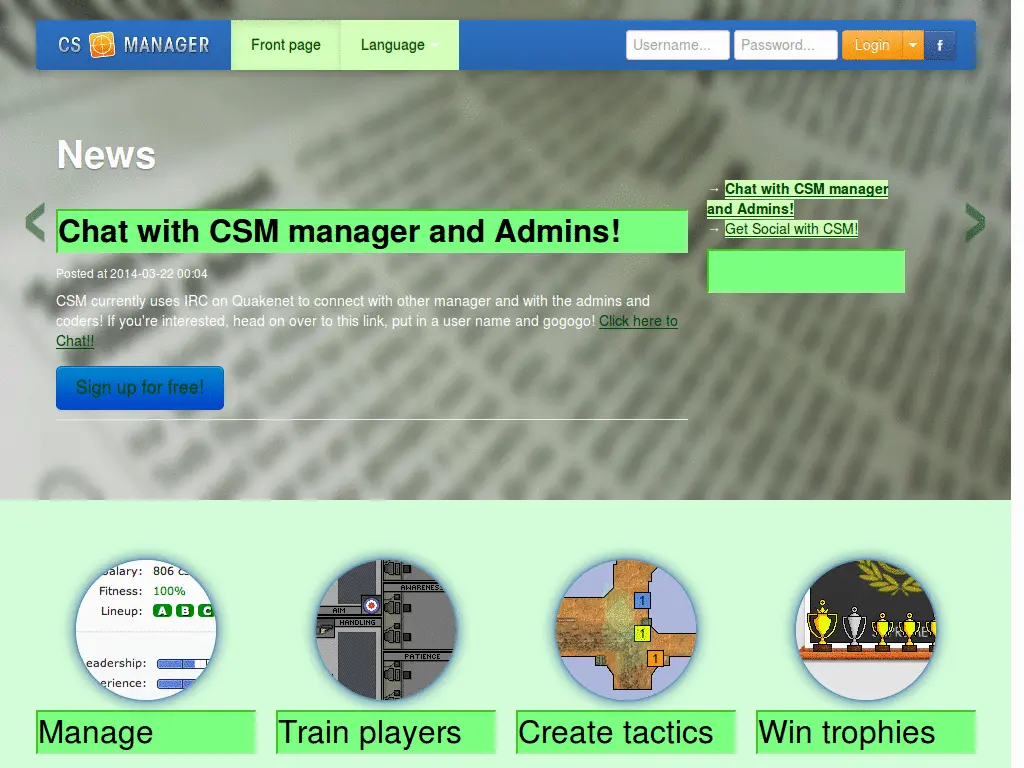 CS MANAGER
Front page
Language
Username...
Password...
Login
f
News
Chat with CSM manager and Admins!
Posted at 2014-03-22 00:04
CSM currently uses IRC on Quakenet to connect with other manager and with the admins and
coders! If you're interested, head on over to this link, put in a user name and gogogo! Click here to
Chat!!
Sign up for free!
→ Chat with CSM manager
and Admins!
→ Get Social with CSM!
Salary: 806
Fitness: 100%
Lineup: A B C
eadership:
erience:
AWARENESS
AIM
HANDLING
PATIENCE
1
1
1
Manage
Train players
Create tactics
Win trophies